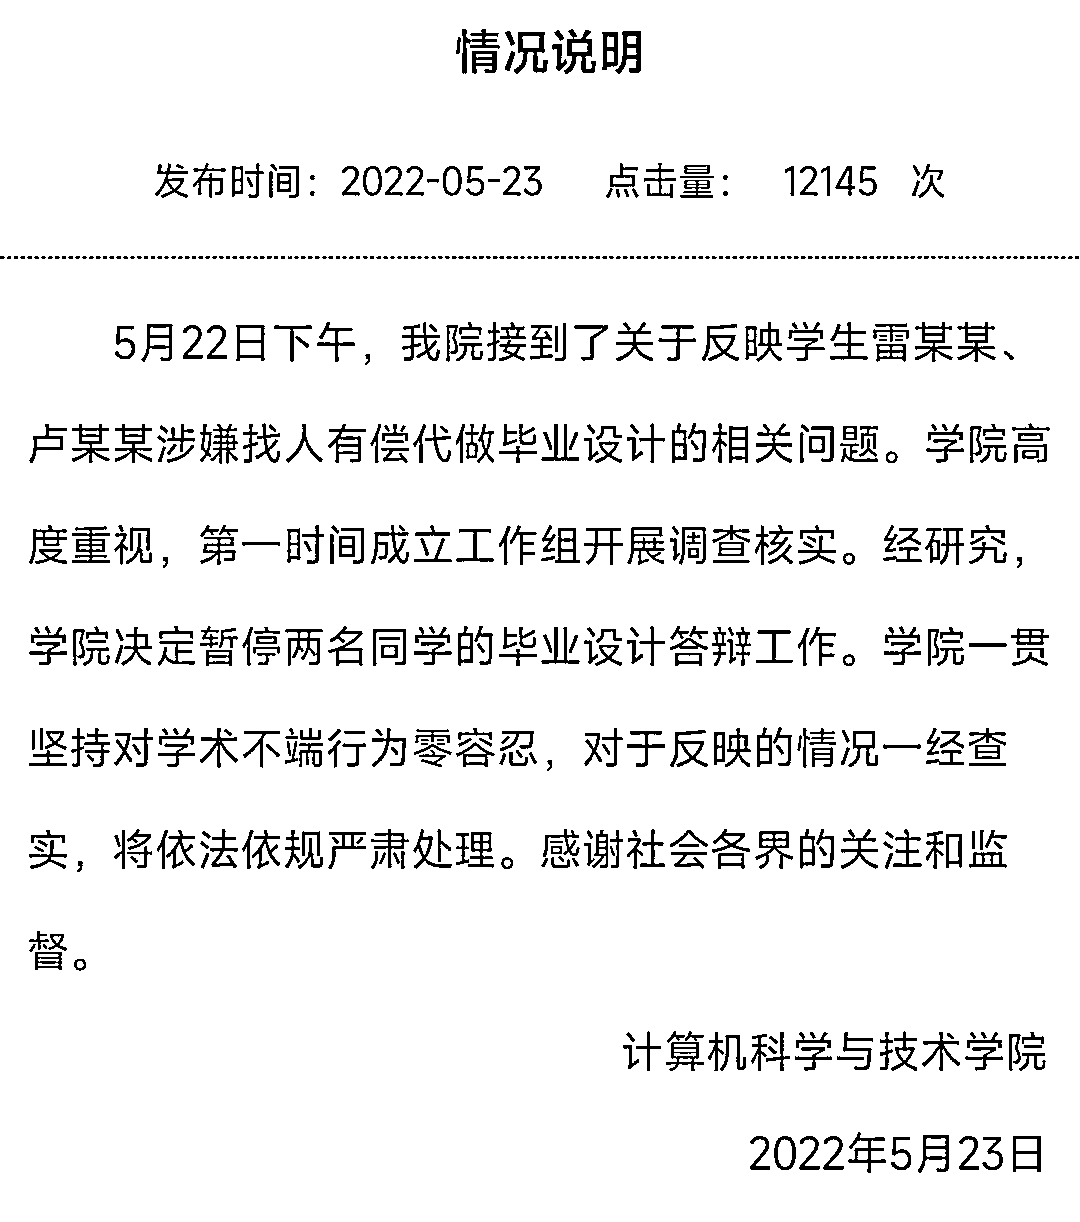 情况说明
发布时间：2022-05-23 点击量： 12145 次
5月22日下午，我院接到了关于反映学生雷某某、
卢某某涉嫌找人有偿代做毕业设计的相关问题。学院高
度重视，第一时间成立工作组开展调查核实。经研究，
学院决定暂停两名同学的毕业设计答辩工作。学院一贯
坚持对学术不端行为零容忍，对于反映的情况一经查
实，将依法依规严肃处理。感谢社会各界的关注和监
督。
计算机科学与技术学院
2022年5月23日